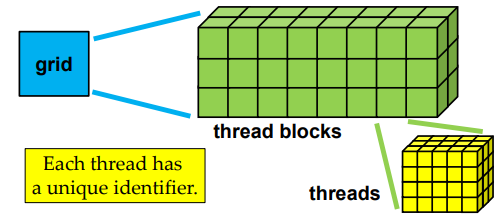 grid
thread blocks
Each thread has
a unique identifier.
threads